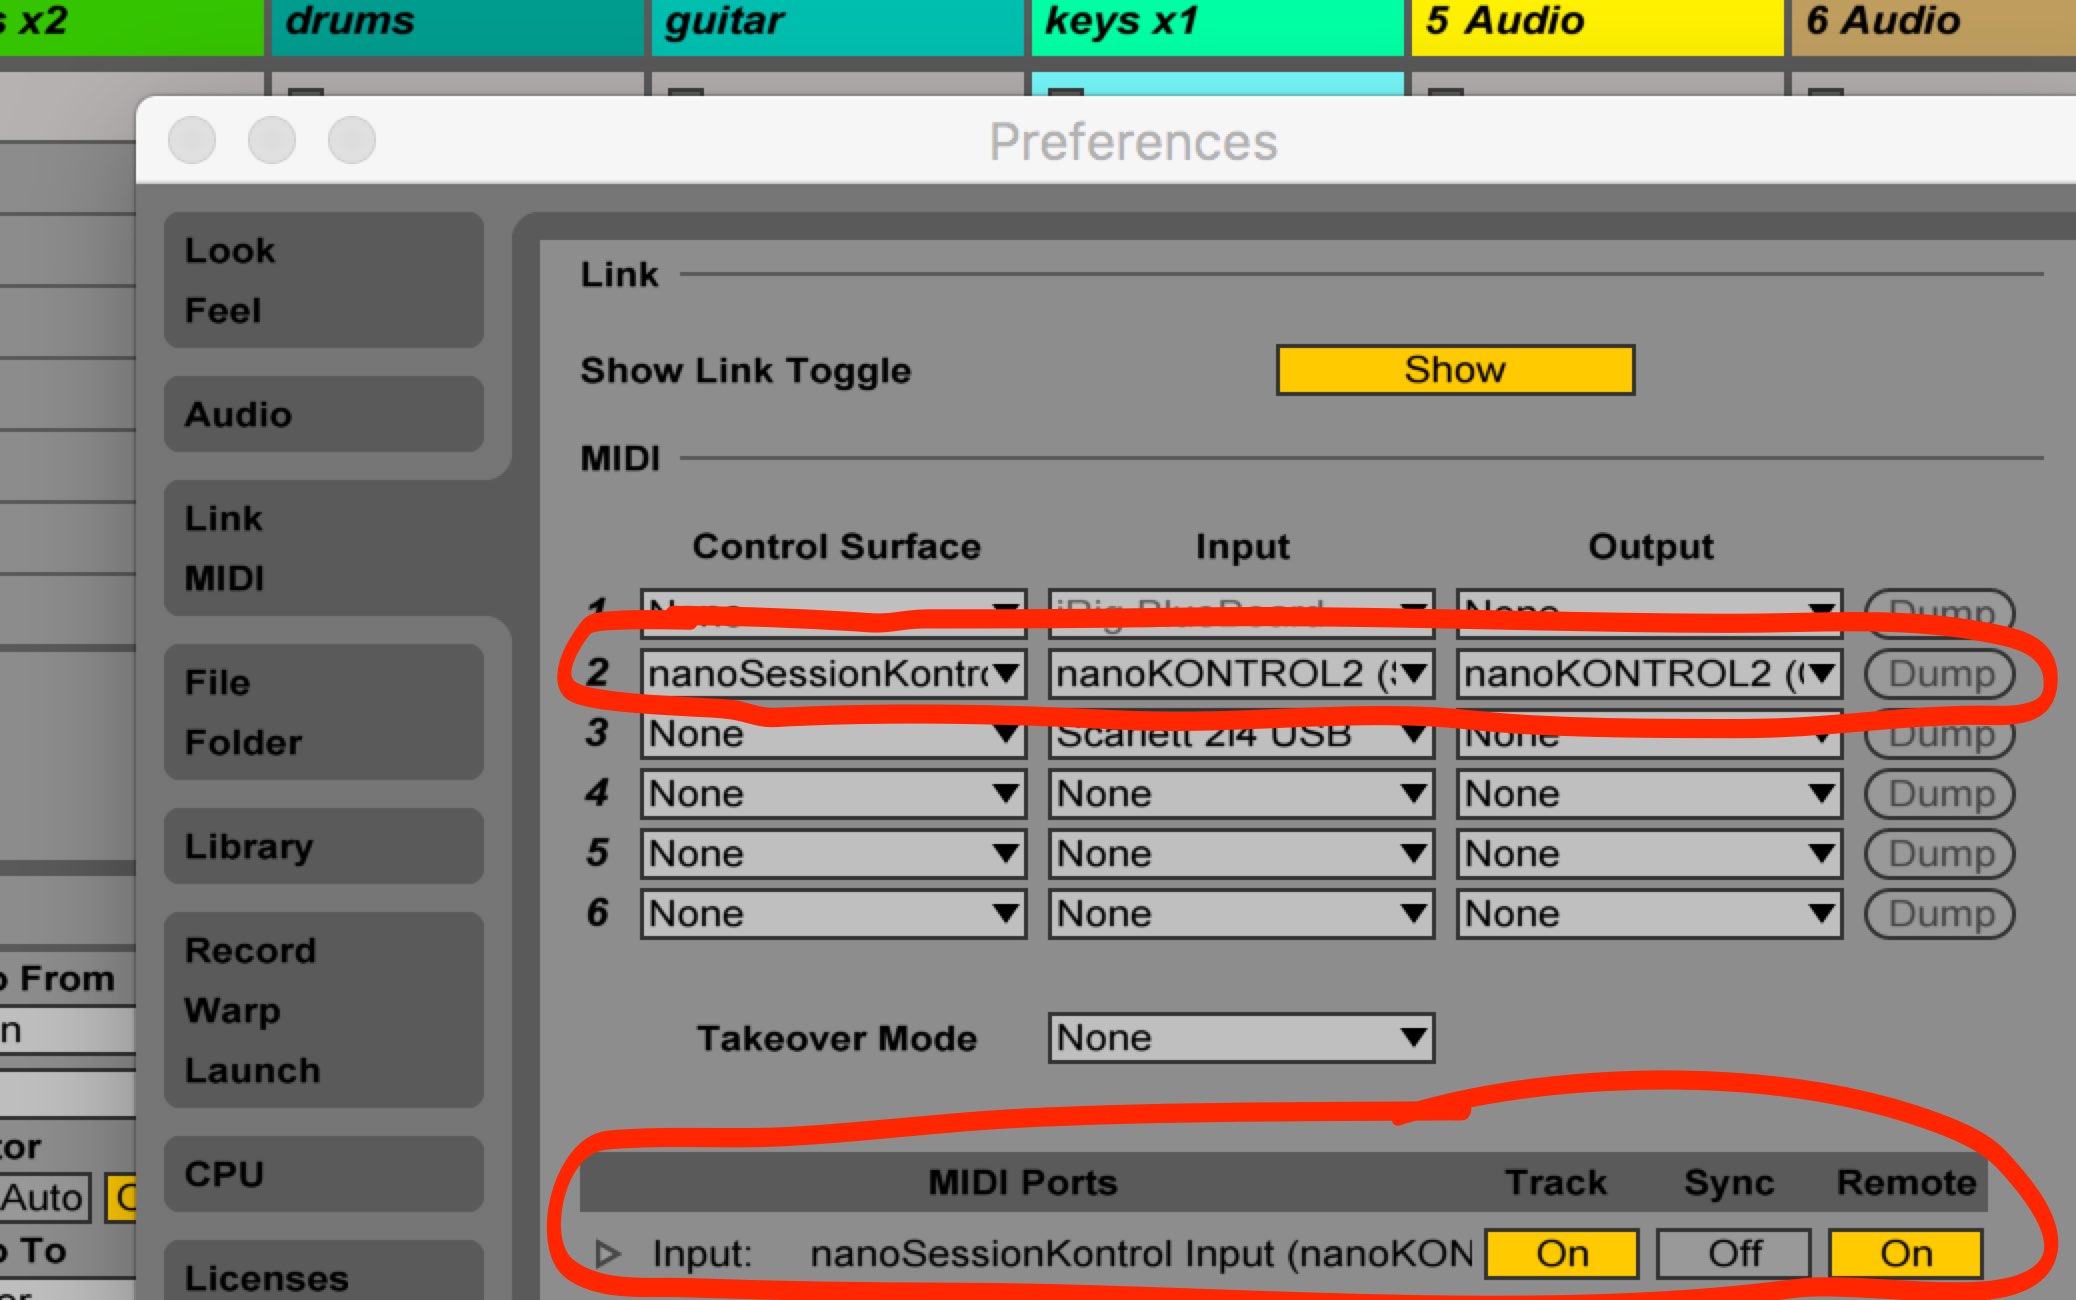 s x2 drums guitar keys x1 5 Audio 6 Audio
Preferences
Look
Feel
Audio
Link
MIDI
File
Folder
Library
Record
Warp
Launch
CPU
Licenses
Link
Show Link Toggle Show
MIDI
Control Surface Input Output
1 None iRig BlueBoard None Dump
2 nanoSessionKontro nanoKONTROL2 (S nanoKONTROL2 (C Dump
3 None Scarlett 2i4 USB None Dump
4 None None None Dump
5 None None None Dump
6 None None None Dump
Takeover Mode None
MIDI Ports Track Sync Remote
Input: nanoSessionKontrol Input (nanoKON On Off On
o From
n
tor
Auto
o To